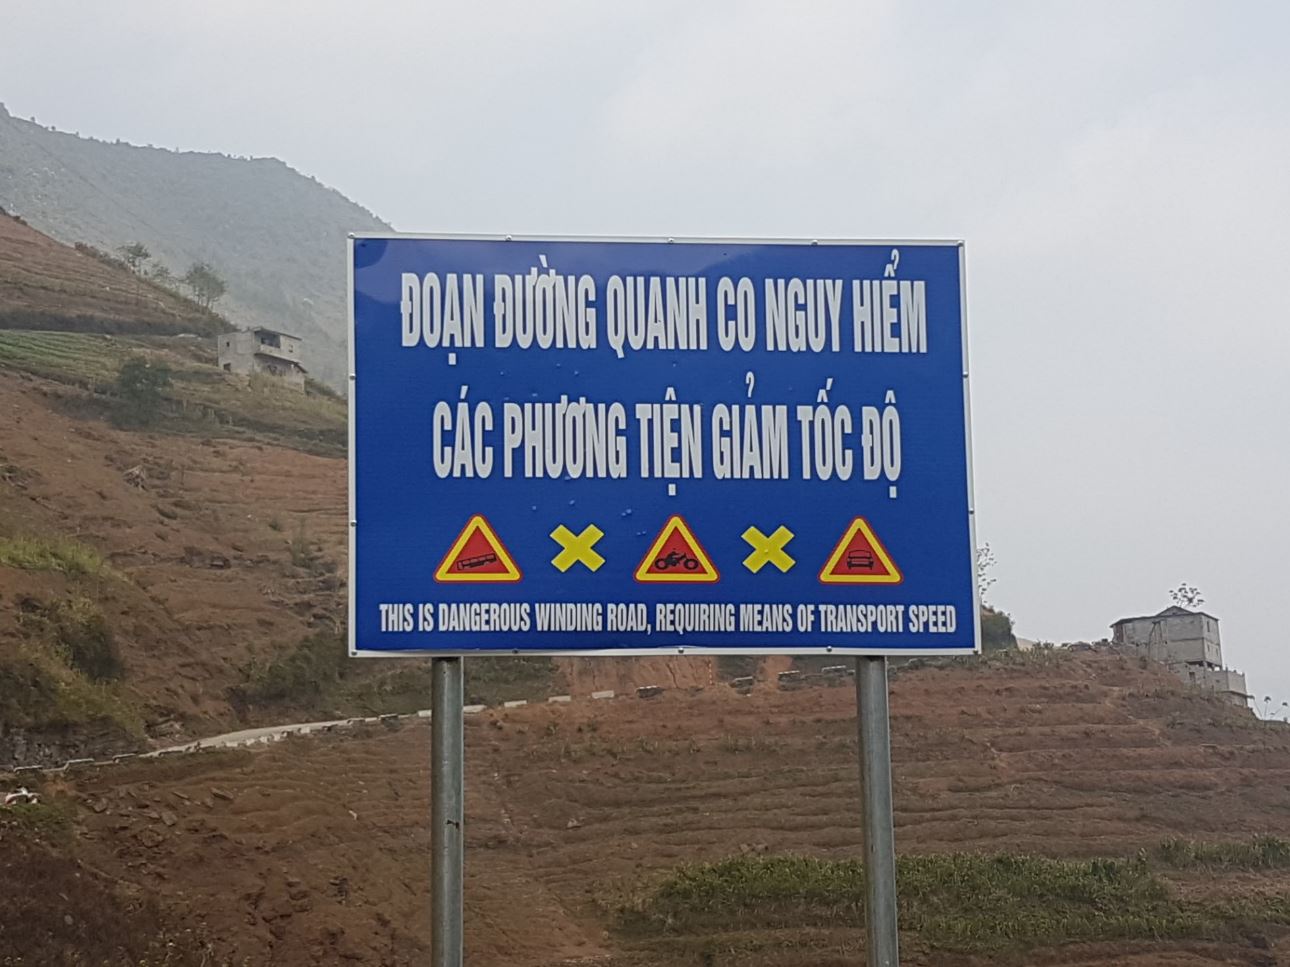 ĐOẠN ĐƯỜNG QUANH CO NGUY HIỂM
CÁC PHƯƠNG TIỆN GIẢM TỐC ĐỘ
THIS IS DANGEROUS WINDING ROAD, REQUIRING MEANS OF TRANSPORT SPEED